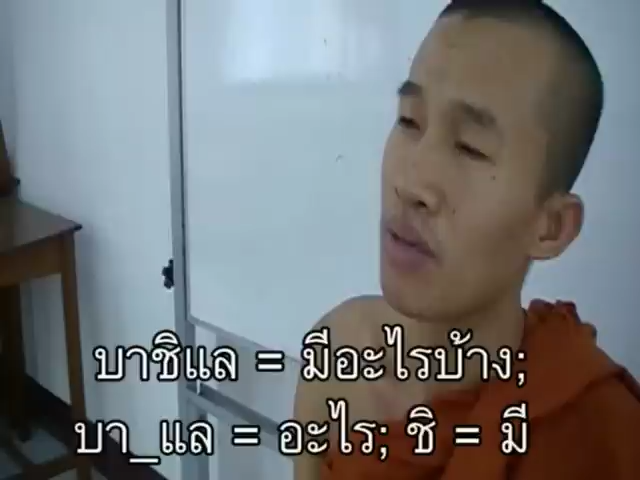 บาชิแล = มีอะไรบ้าง;
บา_แล = อะไร; ชิ = มี